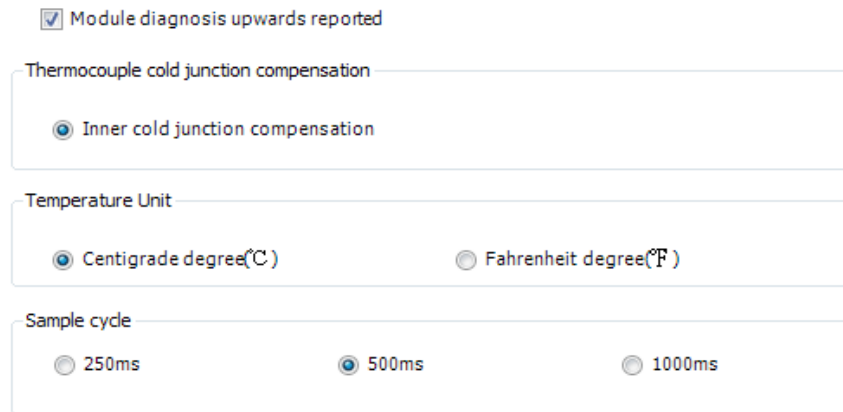 Module diagnosis upwards reported
Thermocouple cold junction compensation
Inner cold junction compensation
Temperature Unit
Centigrade degree(℃) Fahrenheit degree(℉)
Sample cycle
250ms 500ms 1000ms